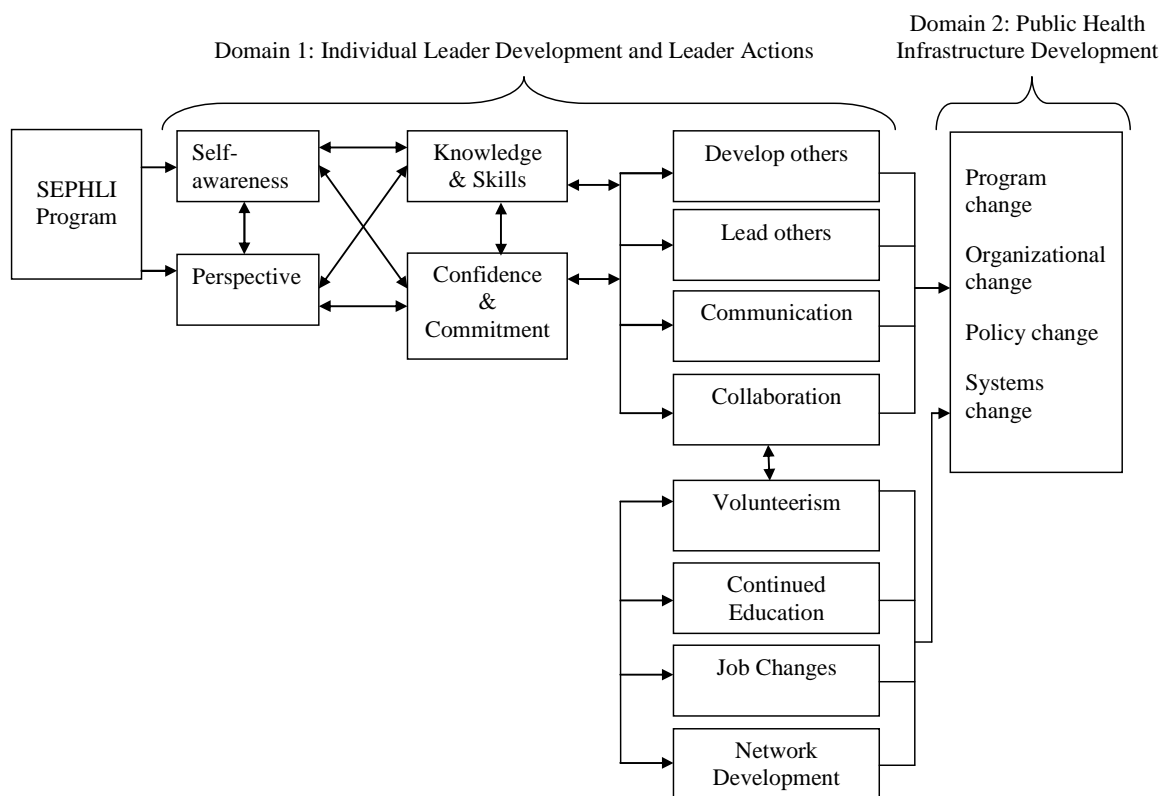 Domain 1: Individual Leader Development and Leader Actions
Domain 2: Public Health
Infrastructure Development
SEPHLI
Program
Self-
awareness
Perspective
Knowledge
& Skills
Confidence
&
Commitment
Develop others
Lead others
Communication
Collaboration
Volunteerism
Continued
Education
Job Changes
Network
Development
Program
change
Organizational
change
Policy change
Systems
change